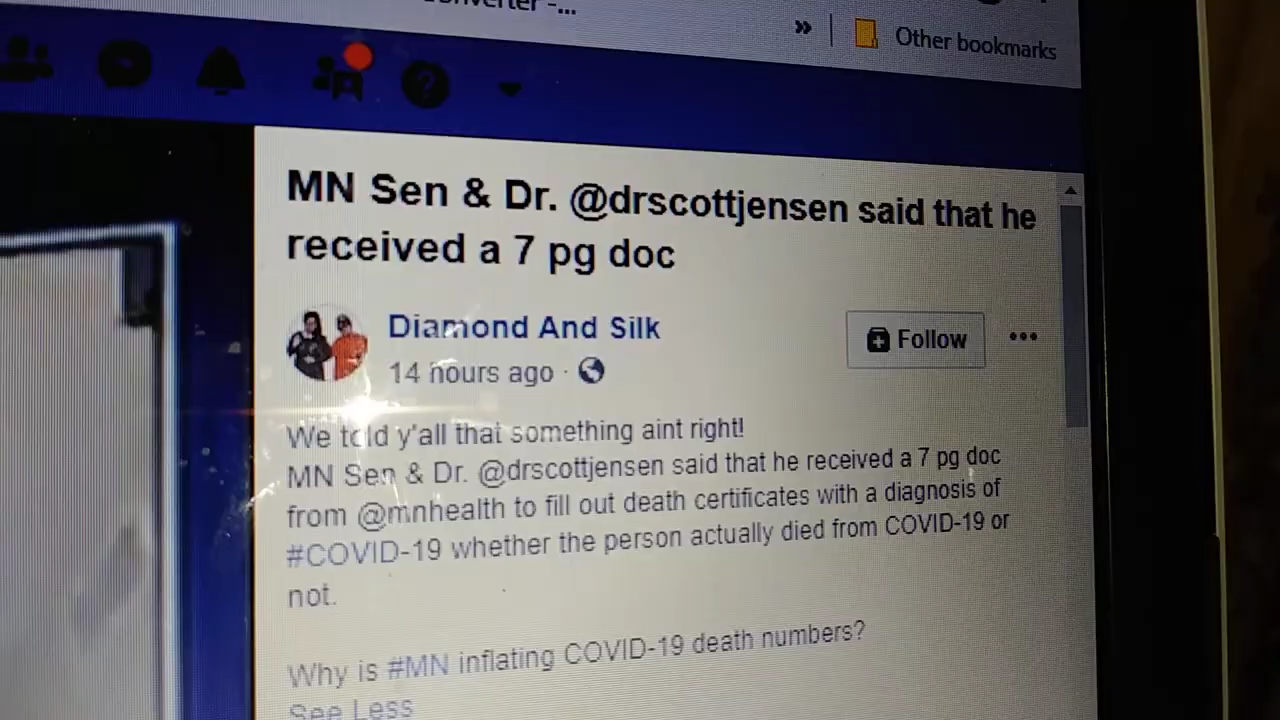 »
Other bookmarks
MN Sen & Dr. @drscottjensen said that he
received a 7 pg doc
Diamond And Silk
Follow
14 hours ago
We told y'all that something aint right!
MN Sen & Dr. @drscottjensen said that he received a 7 pg doc
from @mnhealth to fill out death certificates with a diagnosis of
#COVID-19 whether the person actually died from COVID-19 or
not.
Why is #MN inflating COVID-19 death numbers?
See Less